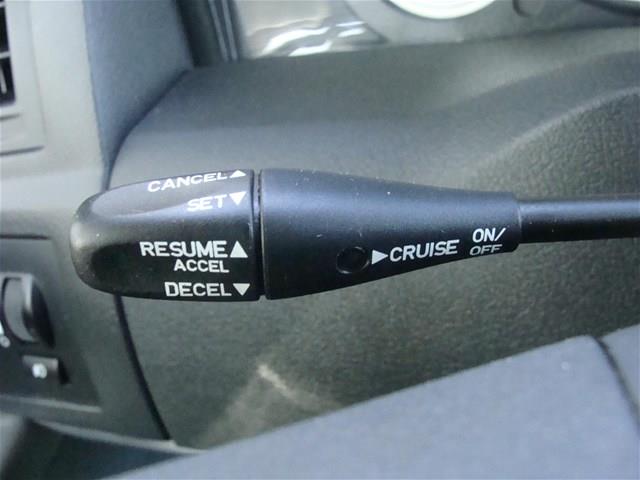 CANCEL▲
SET▼
RESUME▲
ACCEL
DECEL▼
►CRUISE ON/
OFF